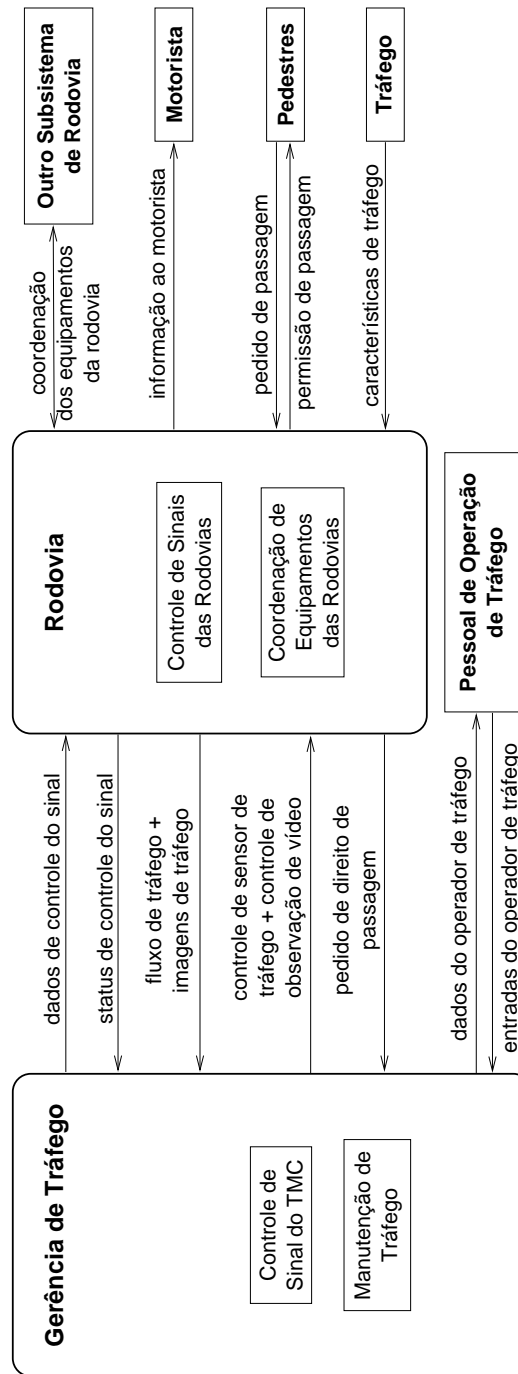 Gerência de Tráfego
Controle de
Sinal do TMC
Manutenção de
Tráfego
dados de controle do sinal
status de controle do sinal
fluxo de tráfego +
imagens de tráfego
controle de sensor de
tráfego + controle de
observação de vídeo
pedido de direito de
passagem
dados do operador de tráfego
entradas do operador de tráfego
Rodovia
Controle de Sinais
das Rodovias
Coordenação de
Equipamentos
das Rodovias
Pessoal de Operação
de Tráfego
coordenação
dos equipamentos
da rodovia
informação ao motorista
pedido de passagem
permissão de passagem
características de tráfego
Outro Subsistema
de Rodovia
Motorista
Pedestres
Tráfego